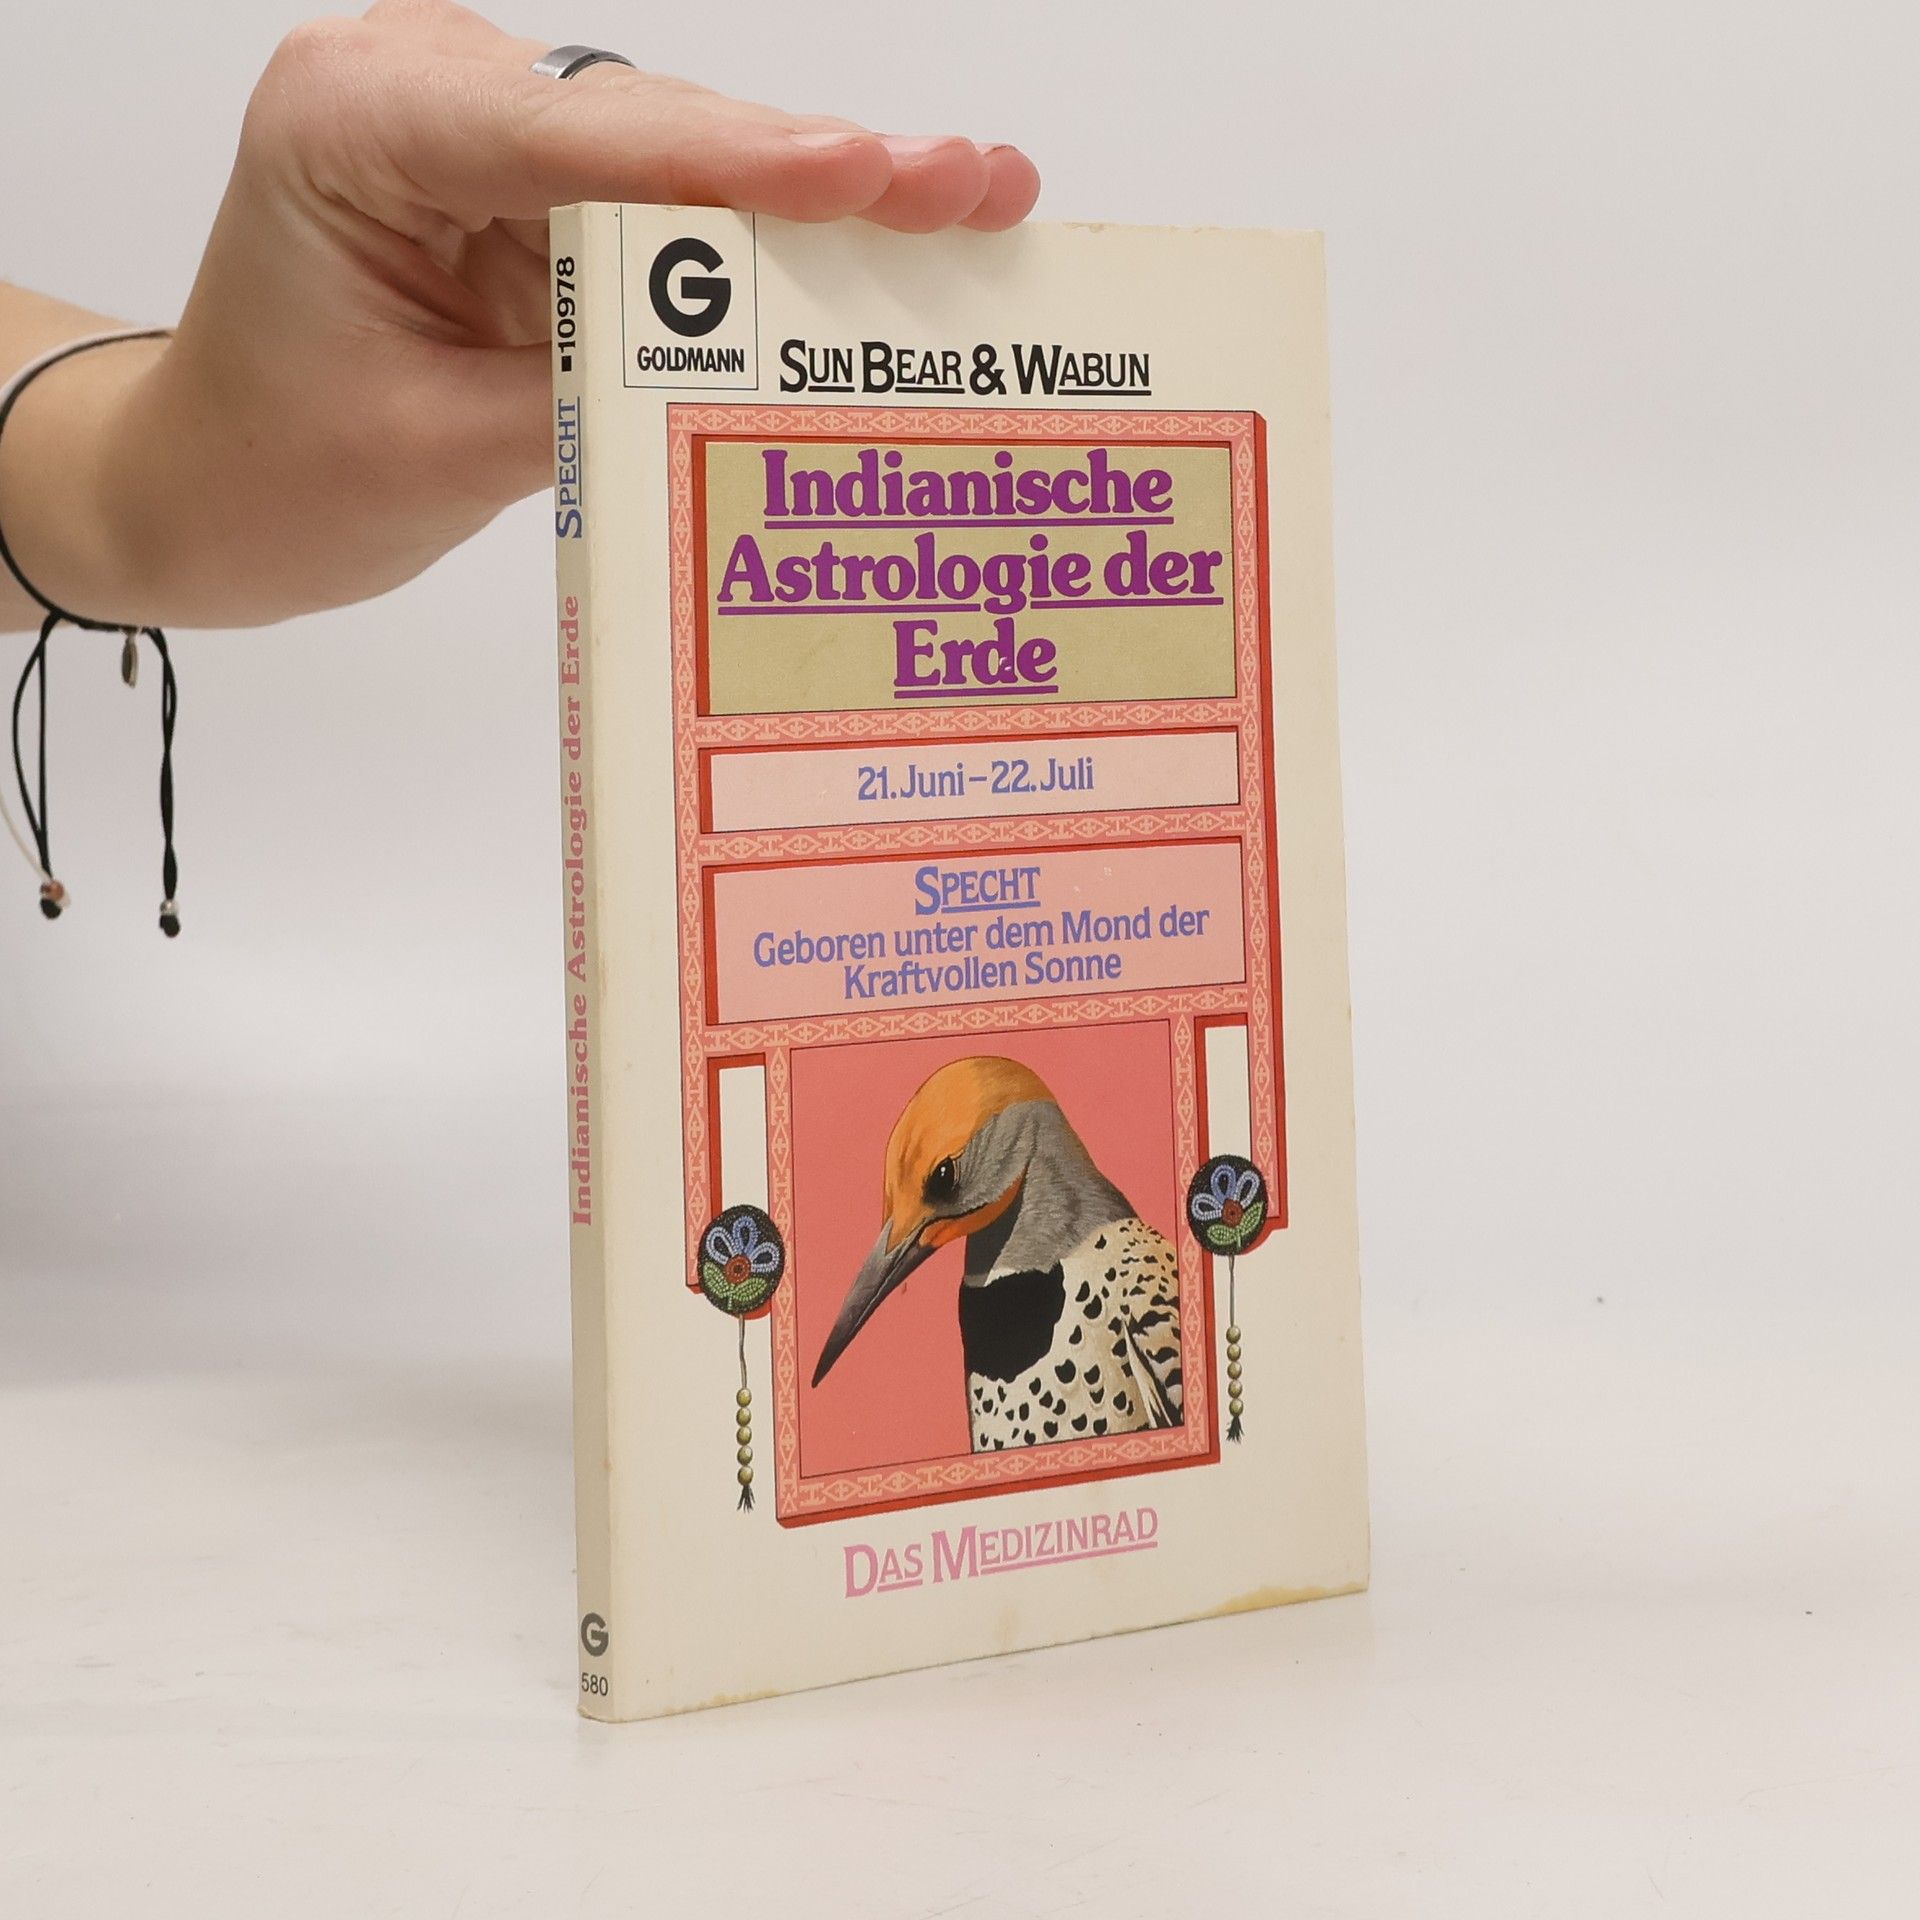 G
GOLDMANN
SUN BEAR & WABUN
Indianische
Astrologie der
Erde
21. Juni – 22. Juli
SPECHT
Geboren unter dem Mond der
Kraftvollen Sonne
DAS MEDIZINRAD
Indianische Astrologie der Erde SPECHT ▪10978
G
580